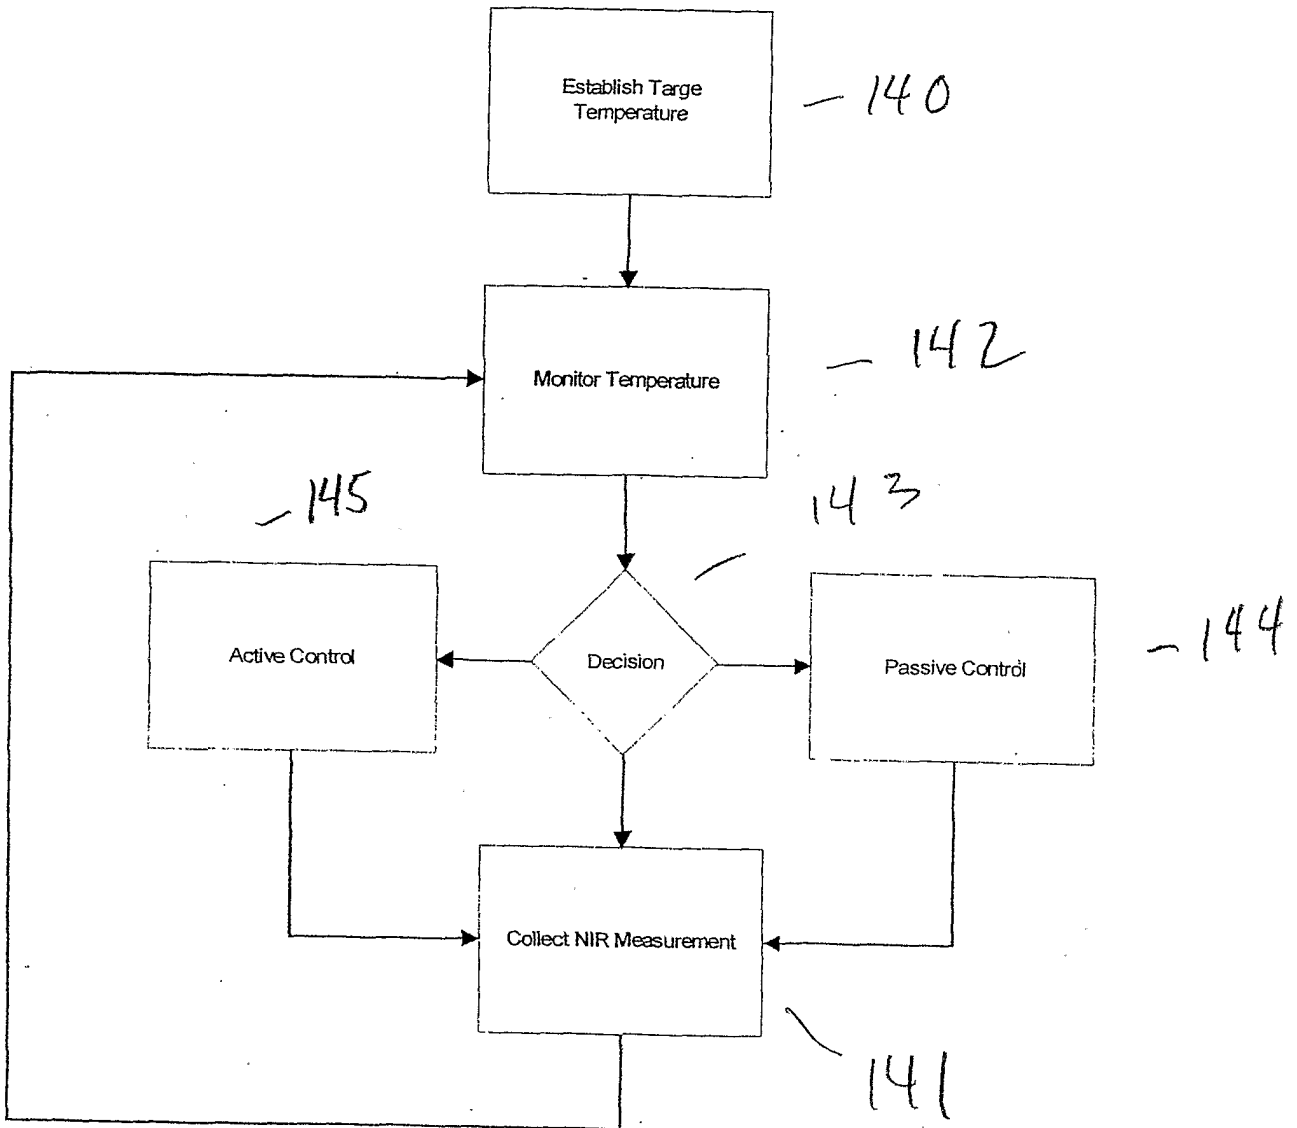 Establish Targe
Temperature
140
Monitor Temperature
142
145
143
Active Control
Decision
Passive Control
144
Collect NIR Measurement
141